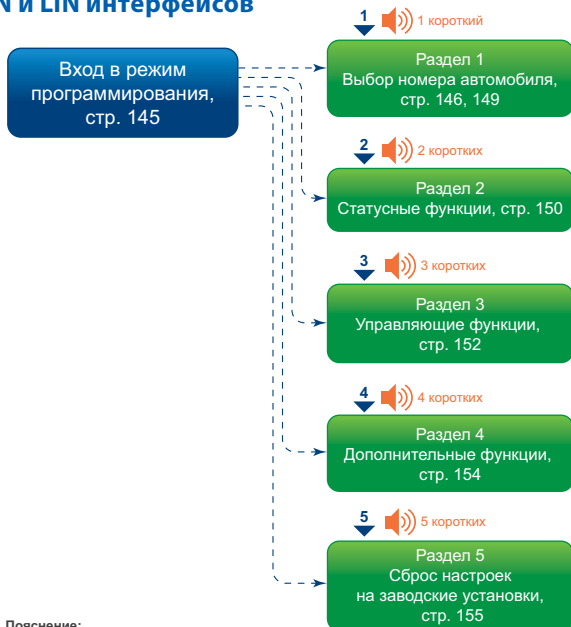 N и LIN интерфейсов
1 1 короткий
Вход в режим
программирования,
стр. 145
Раздел 1
Выбор номера автомобиля,
стр. 146, 149
2 2 коротких
Раздел 2
Статусные функции, стр. 150
3 3 коротких
Раздел 3
Управляющие функции,
стр. 152
4 4 коротких
Раздел 4
Дополнительные функции,
стр. 154
5 5 коротких
Раздел 5
Сброс настроек
на заводские установки,
стр. 155
Пояснение: